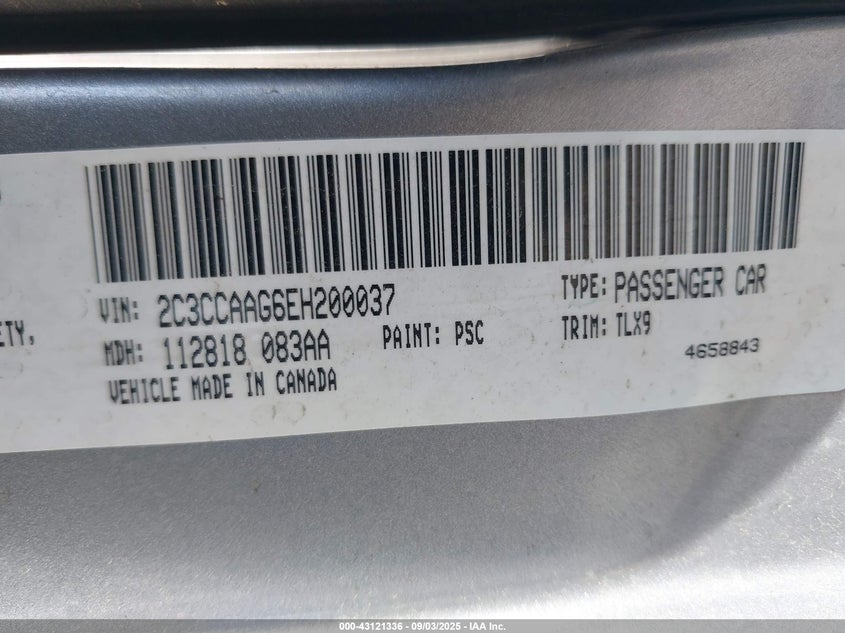 ETY,
VIN: 2C3CCAAG6EH200037
TYPE: PASSENGER CAR
MDH: 112818 083AA
PAINT: PSC
TRIM: TLX9
VEHICLE MADE IN CANADA
4658843
000-43121336 - 09/03/2025 - IAA Inc.